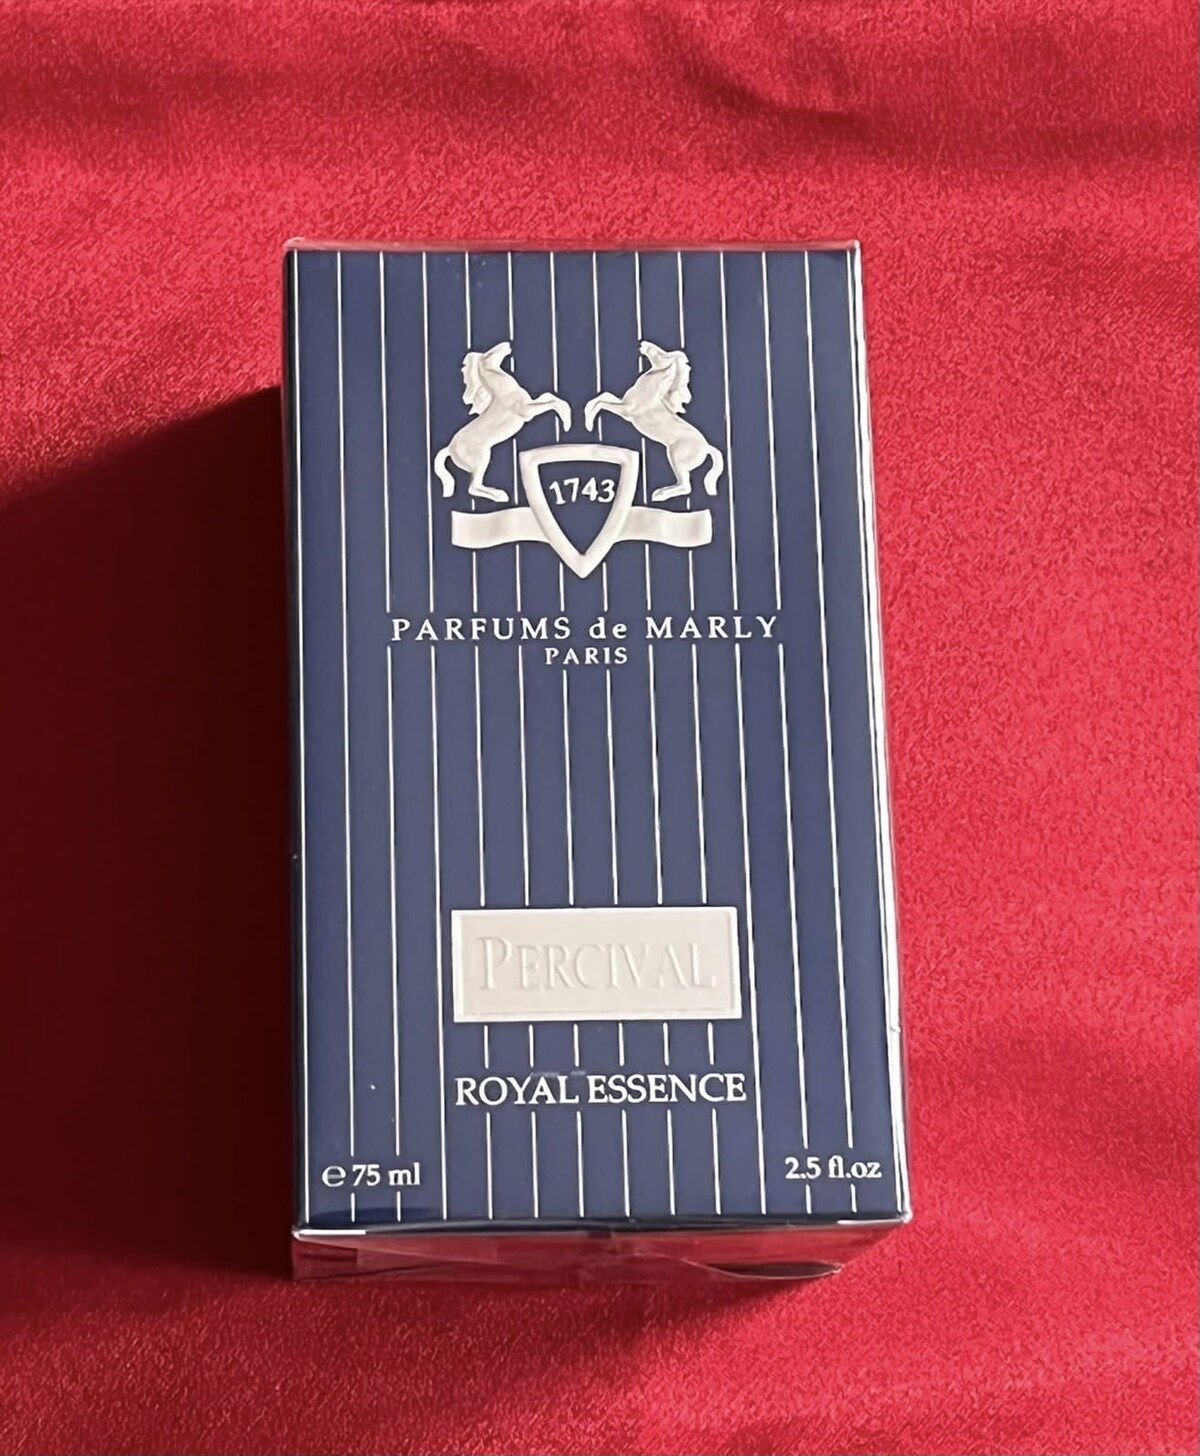 1743
PARFUMS de MARLY
PARIS
PERCIVAL
ROYAL ESSENCE
℮ 75 ml 2.5 fl.oz